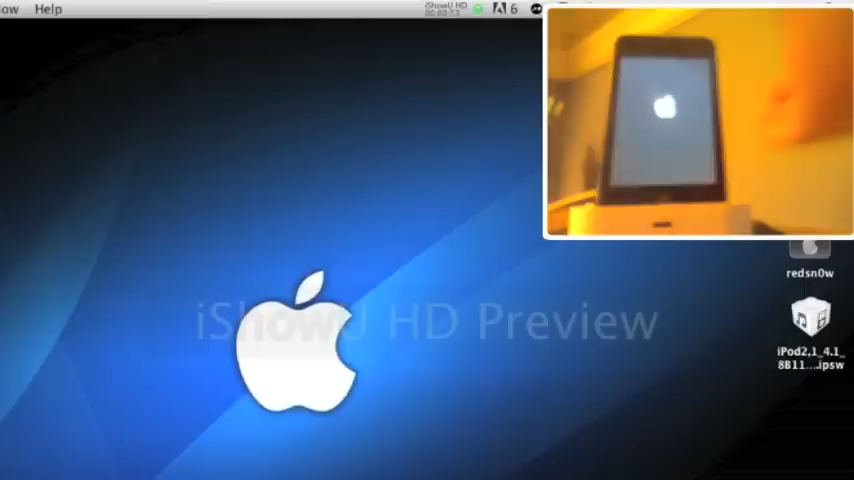 ow Help
iShowU HD
00:00:53
6
iShowU HD Preview
redsn0w
iPod2,1_4.1_
8B11....ipsw